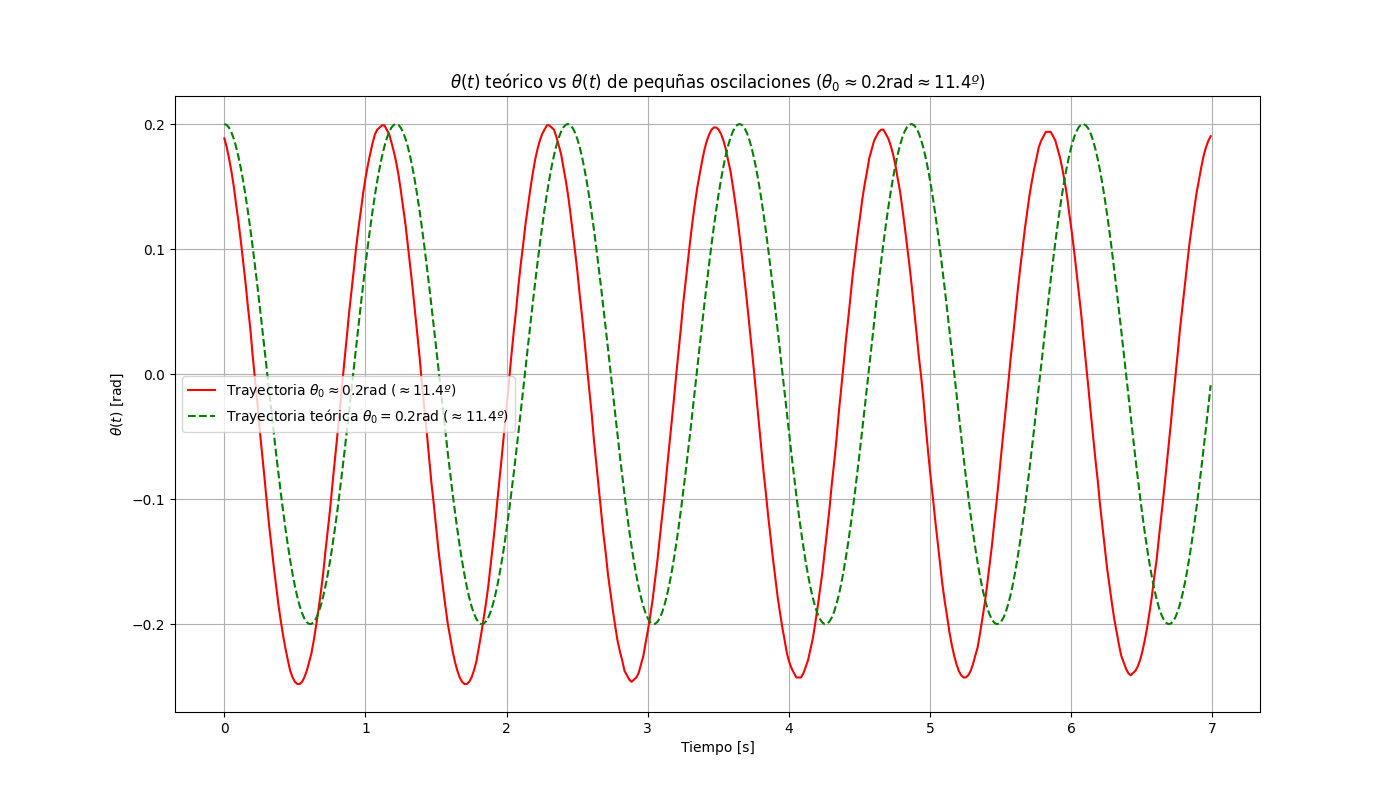 θ(t) teórico vs θ(t) de pequñas oscilaciones (θ₀ ≈ 0.2rad ≈ 11.4º)
0.2
0.1
0.0
−0.1
−0.2
θ(t) [rad]
Trayectoria θ₀ ≈ 0.2rad (≈ 11.4º)
Trayectoria teórica θ₀ = 0.2rad (≈ 11.4º)
0 1 2 3 4 5 6 7
Tiempo [s]